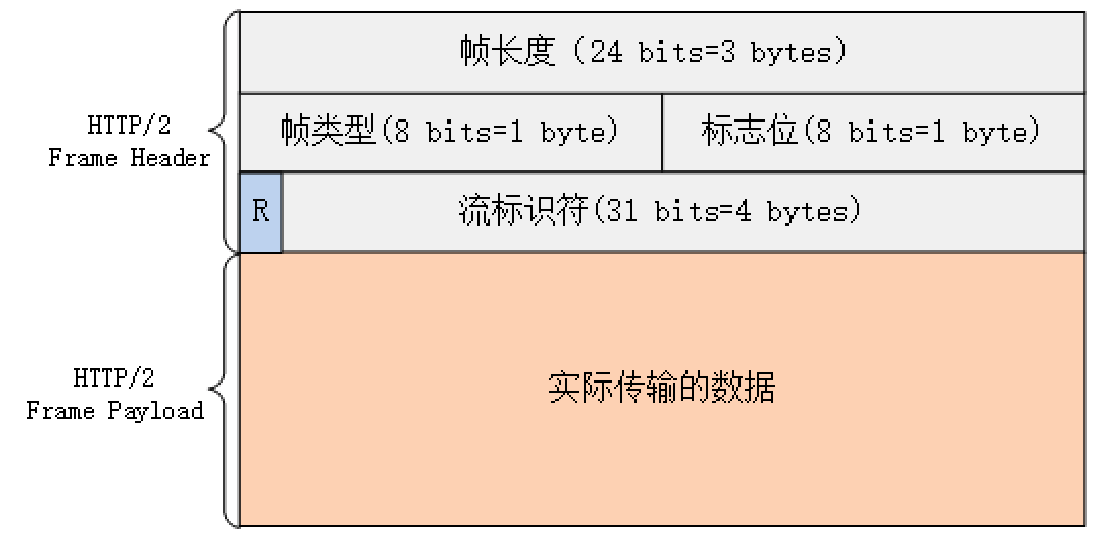 帧长度（24 bits=3 bytes)
HTTP/2
Frame Header
帧类型(8 bits=1 byte)
标志位(8 bits=1 byte)
R
流标识符(31 bits=4 bytes)
HTTP/2
Frame Payload
实际传输的数据